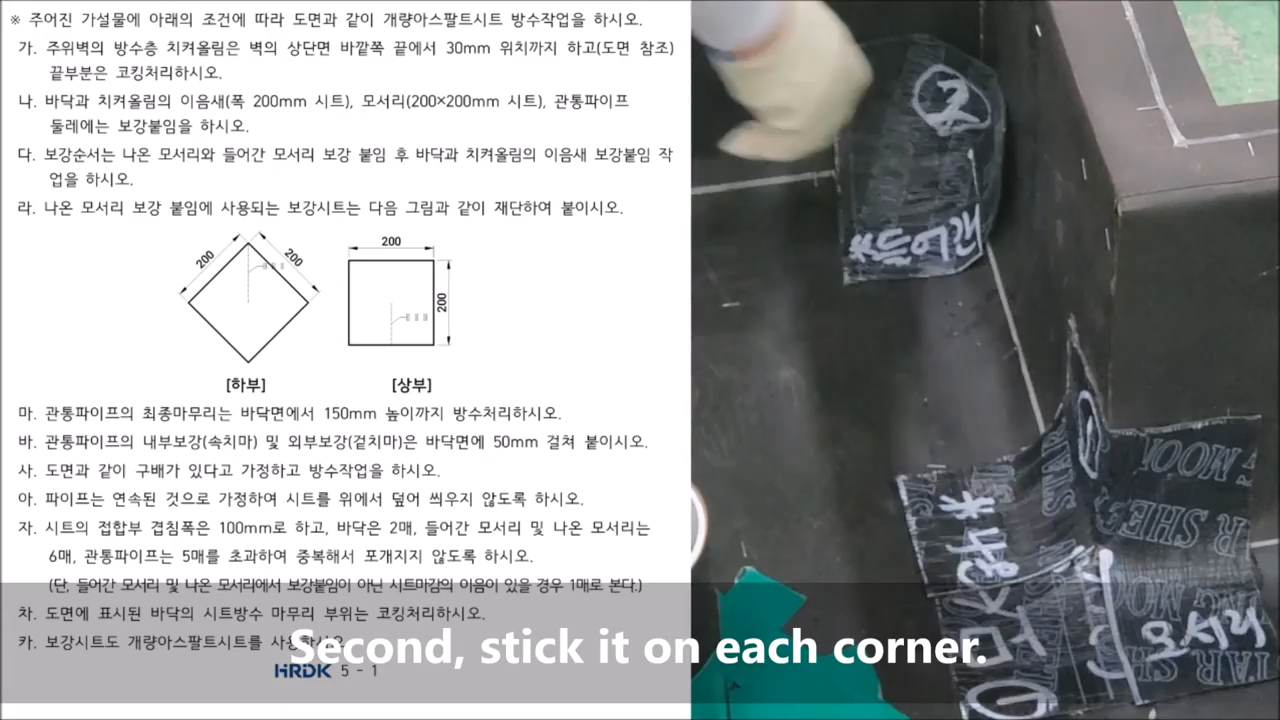 ※ 주어진 가설물에 아래의 조건에 따라 도면과 같이 개량아스팔트시트 방수작업을 하시오.
가. 주위벽의 방수층 치켜올림은 벽의 상단면 바깥쪽 끝에서 30mm 위치까지 하고(도면 참조)
끝부분은 코킹처리하시오.
나. 바닥과 치켜올림의 이음새(폭 200mm 시트), 모서리(200×200mm 시트), 관통파이프
둘레에는 보강붙임을 하시오.
다. 보강순서는 나온 모서리와 들어간 모서리 보강 붙임 후 바닥과 치켜올림의 이음새 보강붙임 작
업을 하시오.
라. 나온 모서리 보강 붙임에 사용되는 보강시트는 다음 그림과 같이 재단하여 붙이시오.
200 200 200 200
[하부] [상부]
마. 관통파이프의 최종마무리는 바닥면에서 150mm 높이까지 방수처리하시오.
바. 관통파이프의 내부보강(속치마) 및 외부보강(겉치마)은 바닥면에 50mm 걸쳐 붙이시오.
사. 도면과 같이 구배가 있다고 가정하고 방수작업을 하시오.
아. 파이프는 연속된 것으로 가정하여 시트를 위에서 덮어 씌우지 않도록 하시오.
자. 시트의 접합부 겹침폭은 100mm로 하고, 바닥은 2매, 들어간 모서리 및 나온 모서리는
6매, 관통파이프는 5매를 초과하여 중복해서 포개지지 않도록 하시오.
(단, 들어간 모서리 및 나온 모서리에서 보강붙임이 아닌 시트마감의 이음이 있을 경우 1매로 본다.)
차. 도면에 표시된 바닥의 시트방수 마무리 부위는 코킹처리하시오.
카. 보강시트도 개량아스팔트시트를 사용하시오.
HRDK 5 - 1
*들어간
모서리
STAR
MOON
R SHEE
Second, stick it on each corner.